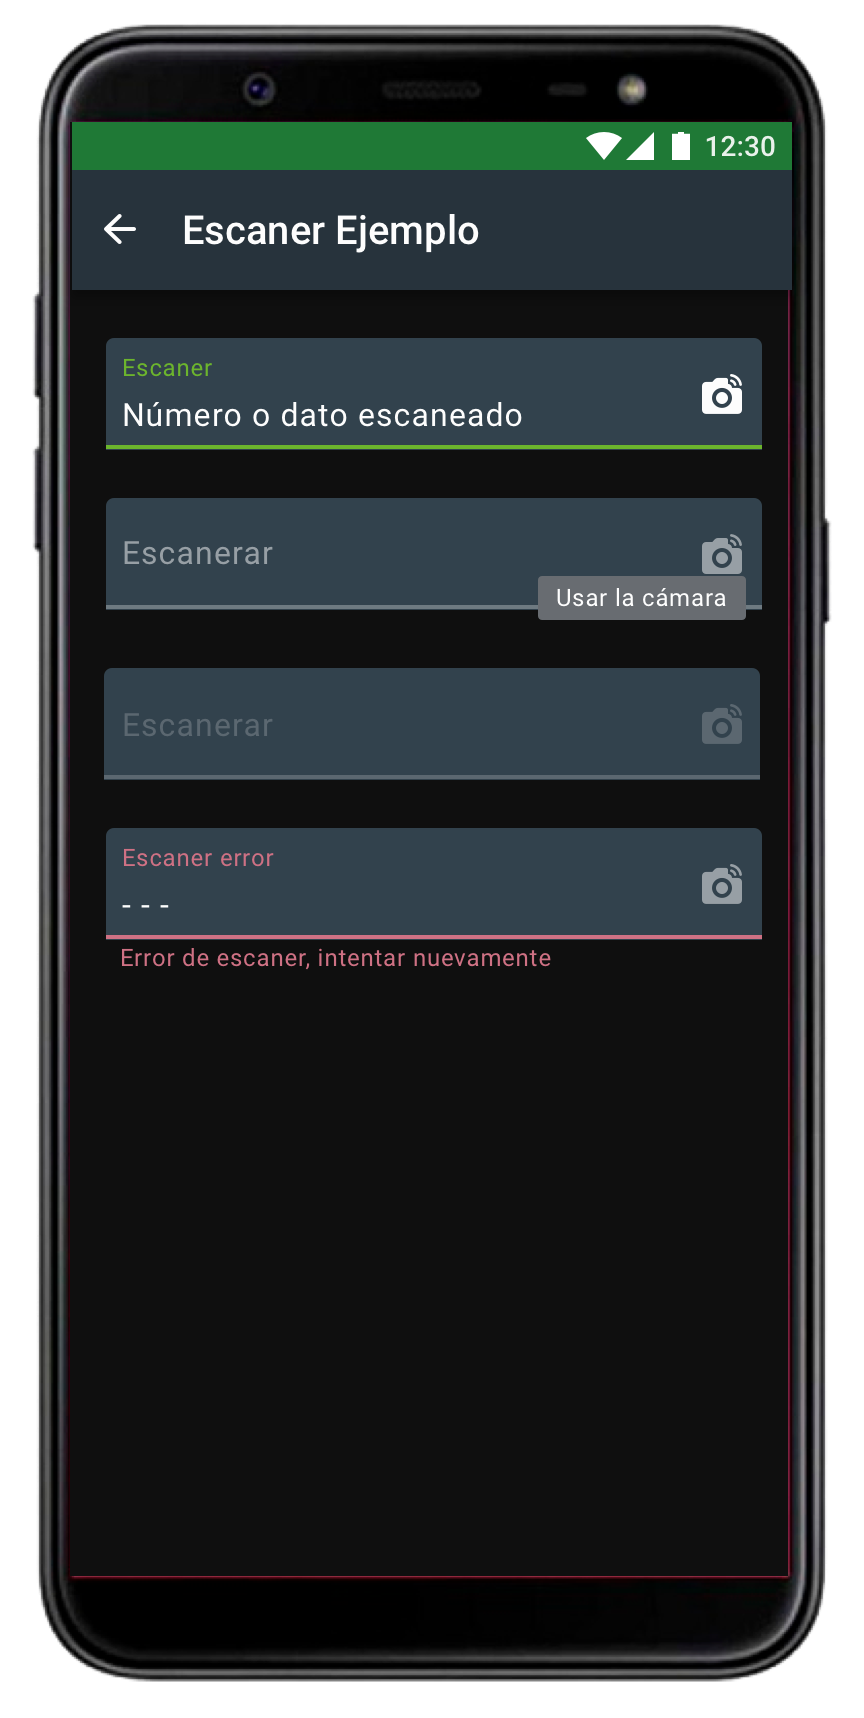 12:30
Escaner Ejemplo
Escaner
Número o dato escaneado
Escanerar
Usar la cámara
Escanerar
Escaner error
- - -
Error de escaner, intentar nuevamente